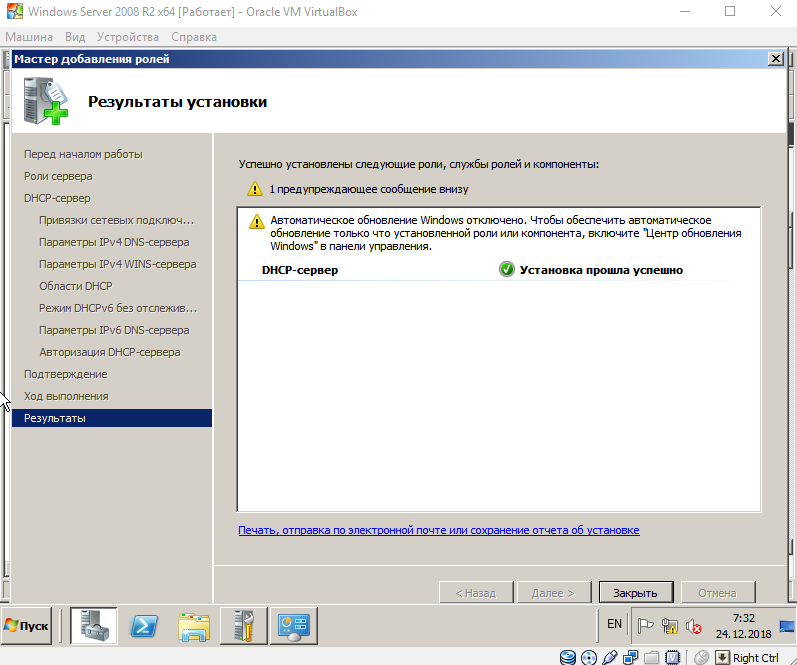 Windows Server 2008 R2 x64 [Работает] - Oracle VM VirtualBox
Машина Вид Устройства Справка
Мастер добавления ролей
Результаты установки
Перед началом работы
Роли сервера
DHCP-сервер
Привязки сетевых подключ...
Параметры IPv4 DNS-сервера
Параметры IPv4 WINS-сервера
Области DHCP
Режим DHCPv6 без отслежив...
Параметры IPv6 DNS-сервера
Авторизация DHCP-сервера
Подтверждение
Ход выполнения
Результаты
Успешно установлены следующие роли, службы ролей и компоненты:
1 предупреждающее сообщение внизу
Автоматическое обновление Windows отключено. Чтобы обеспечить автоматическое
обновление только что установленной роли или компонента, включите "Центр обновления
Windows" в панели управления.
DHCP-сервер Установка прошла успешно
Печать, отправка по электронной почте или сохранение отчета об установке
< Назад Далее > Закрыть Отмена
Пуск
EN
7:32
24.12.2018
Right Ctrl